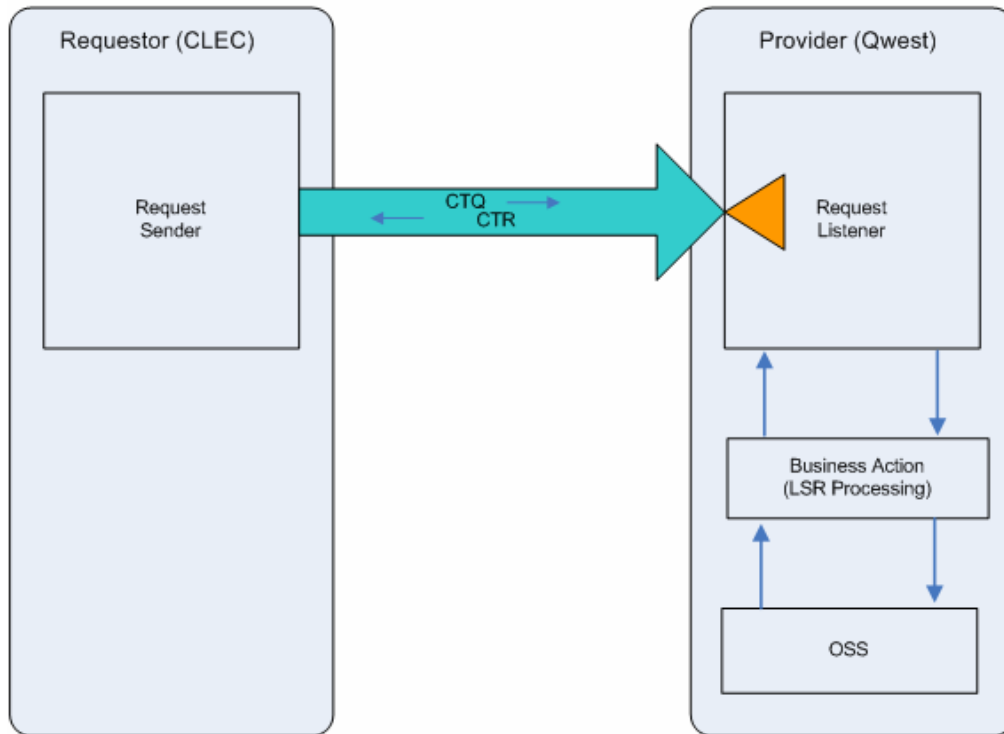 Requestor (CLEC)
Provider (Qwest)
Request
Sender
CTQ
CTR
Request
Listener
Business Action
(LSR Processing)
OSS